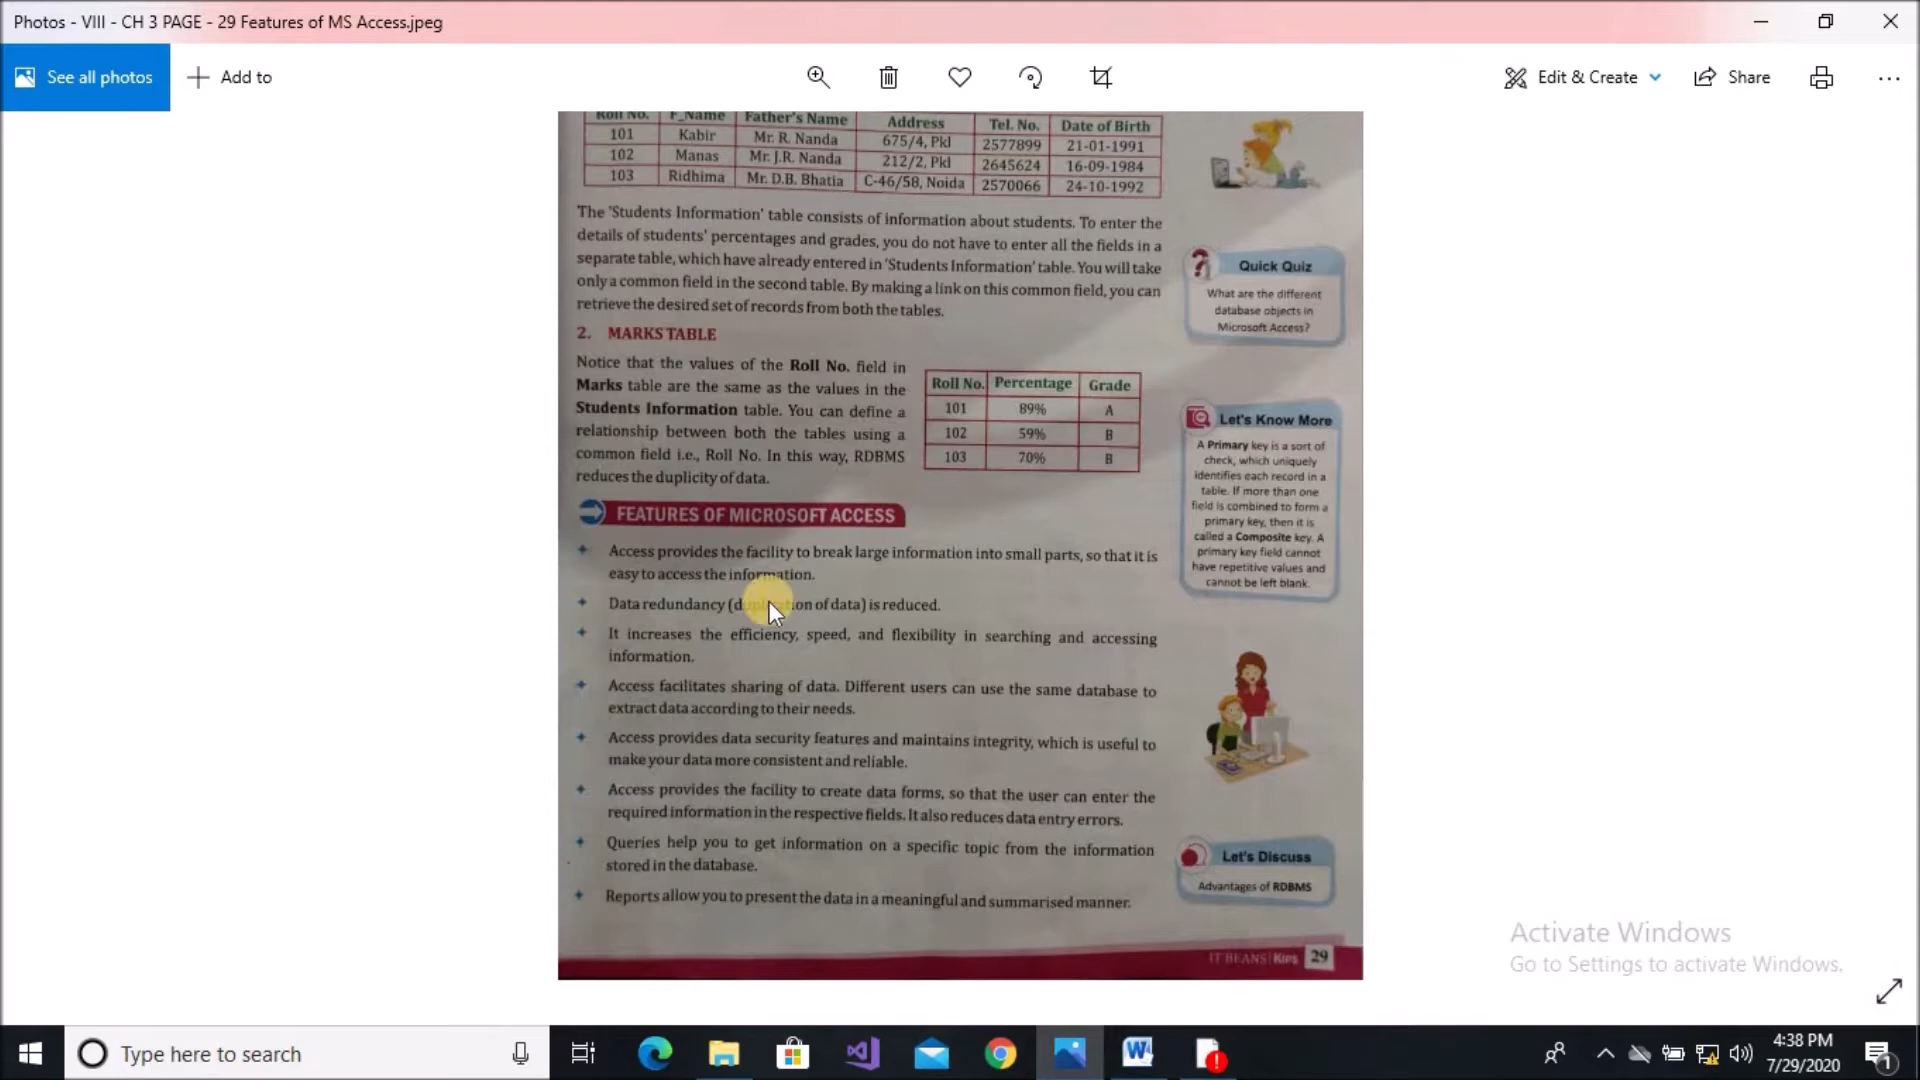 Photos - VIII - CH 3 PAGE - 29 Features of MS Access.jpeg
See all photos
Add to
Edit & Create
Share
Roll No. F_Name Father's Name Address Tel. No. Date of Birth
101 Kabir Mr. R. Nanda 675/4, Pkl 2577899 21-01-1991
102 Manas Mr. J.R. Nanda 212/2, Pkl 2645624 16-09-1984
103 Ridhima Mr. D.B. Bhatia C-46/58, Noida 2570066 24-10-1992
The 'Students Information' table consists of information about students. To enter the
details of students' percentages and grades, you do not have to enter all the fields in a
separate table, which have already entered in 'Students Information' table. You will take
only a common field in the second table. By making a link on this common field, you can
retrieve the desired set of records from both the tables.
Quick Quiz
What are the different
database objects in
Microsoft Access?
2. MARKS TABLE
Notice that the values of the Roll No. field in
Marks table are the same as the values in the
Students Information table. You can define a
relationship between both the tables using a
common field i.e., Roll No. In this way, RDBMS
reduces the duplicity of data.
Roll No. Percentage Grade
101 89% A
102 59% B
103 70% B
Let's Know More
A Primary key is a sort of
check, which uniquely
identifies each record in a
table. If more than one
field is combined to form a
primary key, then it is
called a Composite key. A
primary key field cannot
have repetitive values and
cannot be left blank.
FEATURES OF MICROSOFT ACCESS
Access provides the facility to break large information into small parts, so that it is
easy to access the information.
Data redundancy (duplication of data) is reduced.
It increases the efficiency, speed, and flexibility in searching and accessing
information.
Access facilitates sharing of data. Different users can use the same database to
extract data according to their needs.
Access provides data security features and maintains integrity, which is useful to
make your data more consistent and reliable.
Access provides the facility to create data forms, so that the user can enter the
required information in the respective fields. It also reduces data entry errors.
Queries help you to get information on a specific topic from the information
stored in the database.
Reports allow you to present the data in a meaningful and summarised manner.
Let's Discuss
Advantages of RDBMS
IT BEANS | Kips 29
Activate Windows
Go to Settings to activate Windows.
Type here to search
4:38 PM
7/29/2020
1